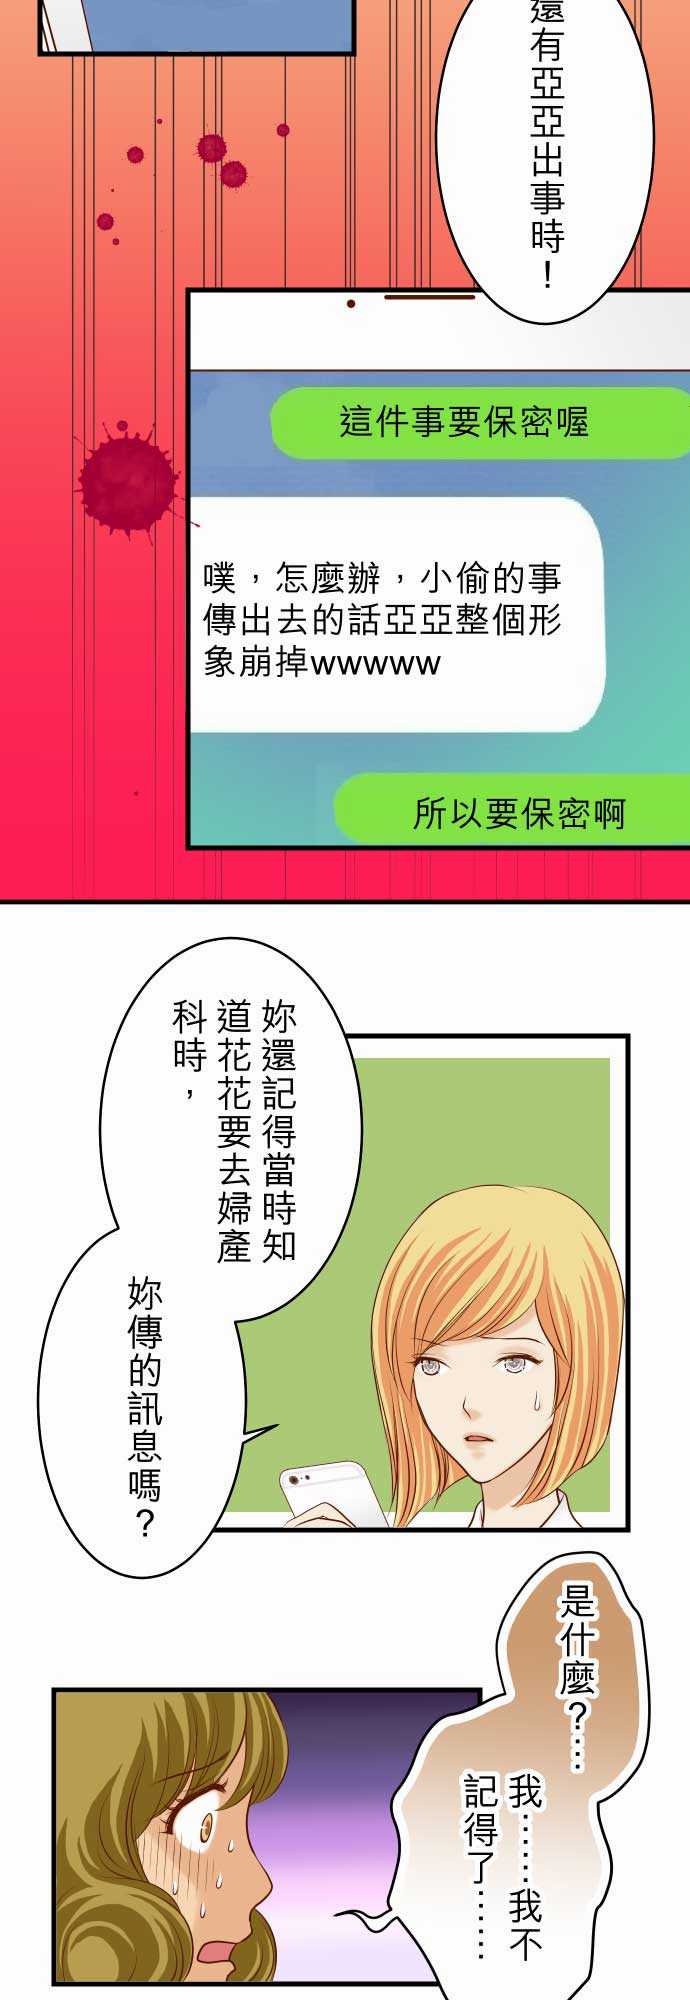 還有亞亞出事時！
這件事要保密喔
噗，怎麼辦，小偷的事
傳出去的話亞亞整個形
象崩掉wwwww
所以要保密啊
妳還記得當時知
道花花要去婦產
科時，
妳傳的訊息嗎？
是什麼？…
我……我不
記得了……